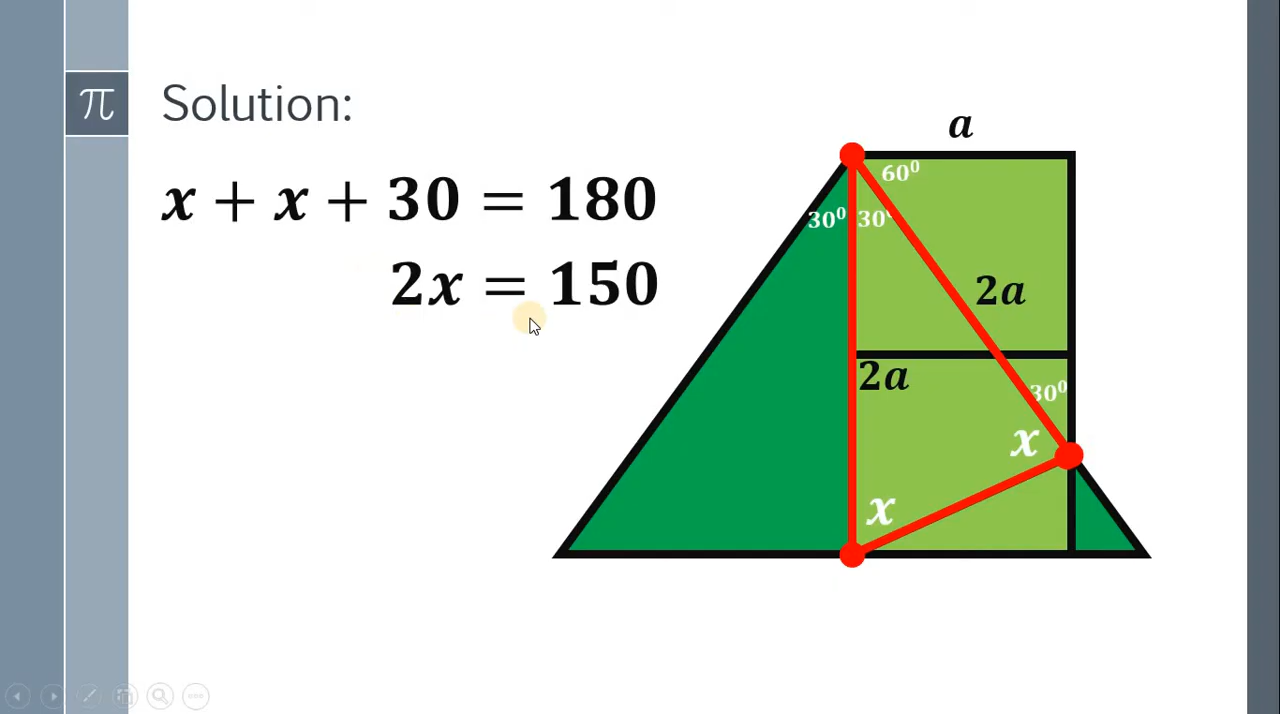 π
Solution:
x + x + 30 = 180
2x = 150
a
60⁰
30⁰
30⁰
2a
2a
30⁰
x
x